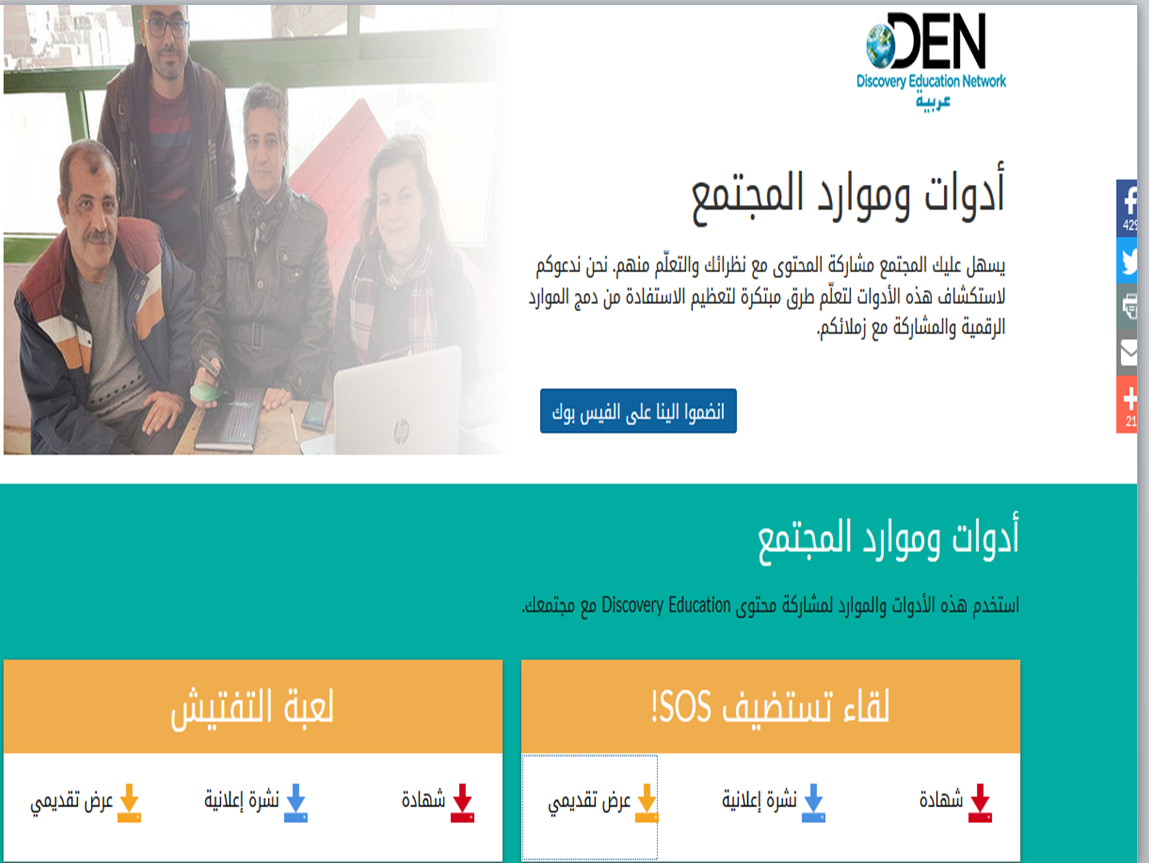 DEN
Discovery Education Network
عربية
أدوات وموارد المجتمع
يسهل عليك المجتمع مشاركة المحتوى مع نظرائك والتعلّم منهم. نحن ندعوكم
لاستكشاف هذه الأدوات لتعلّم طرق مبتكرة لتعظيم الاستفادة من دمج الموارد
الرقمية والمشاركة مع زملائكم.
انضموا الينا على الفيس بوك
429
21
hp
أدوات وموارد المجتمع
استخدم هذه الأدوات والموارد لمشاركة محتوى Discovery Education مع مجتمعك.
لقاء تستضيف SOS!
شهادة
نشرة إعلانية
عرض تقديمي
لعبة التفتيش
شهادة
نشرة إعلانية
عرض تقديمي